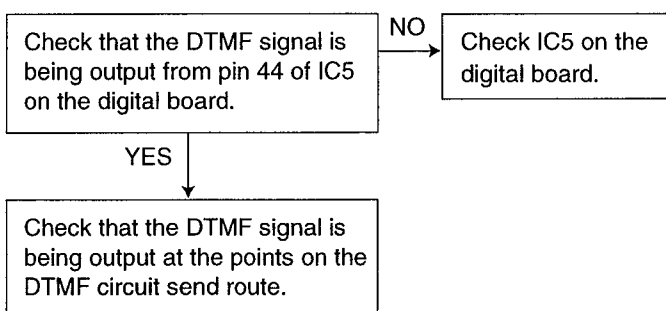 Check that the DTMF signal is
being output from pin 44 of IC5
on the digital board.
NO
Check IC5 on the
digital board.
YES
Check that the DTMF signal is
being output at the points on the
DTMF circuit send route.